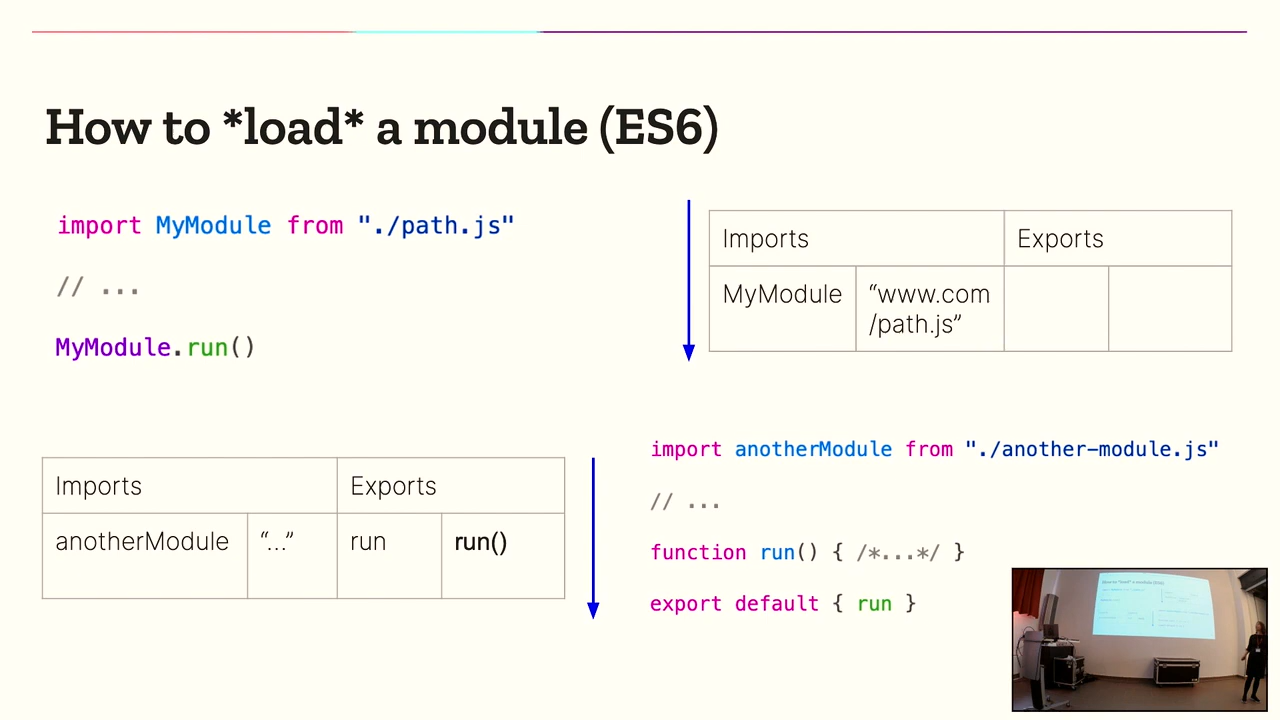 How to *load* a module (ES6)
import MyModule from "./path.js"
// ...
MyModule.run()
Imports Exports
MyModule “www.com
/path.js”
Imports Exports
anotherModule “...” run run()
import anotherModule from "./another-module.js"
// ...
function run() { /*...*/ }
export default { run }